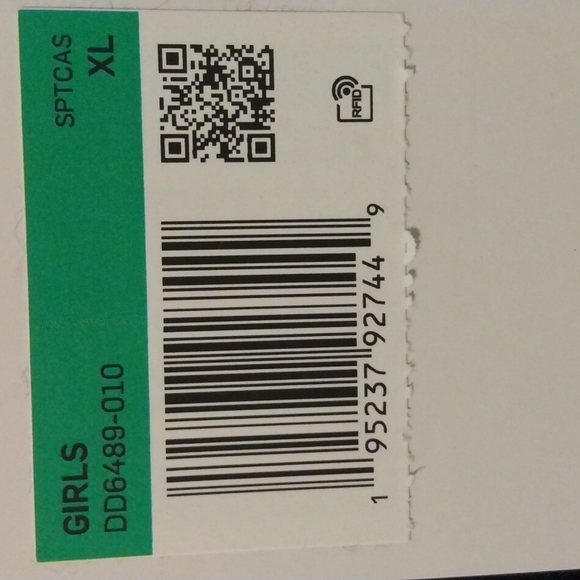 GIRLS SPTCAS
DD6489-010 XL
RFID
1 95237 92744 9